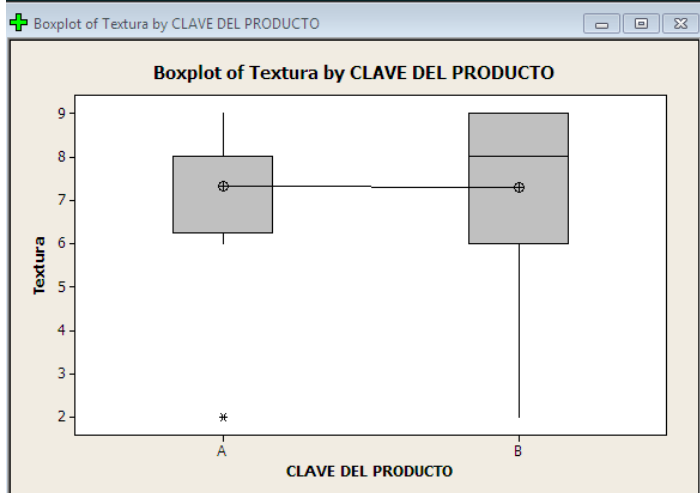 Boxplot of Textura by CLAVE DEL PRODUCTO
Boxplot of Textura by CLAVE DEL PRODUCTO
Textura
9
8
7
6
5
4
3
2
A B
CLAVE DEL PRODUCTO